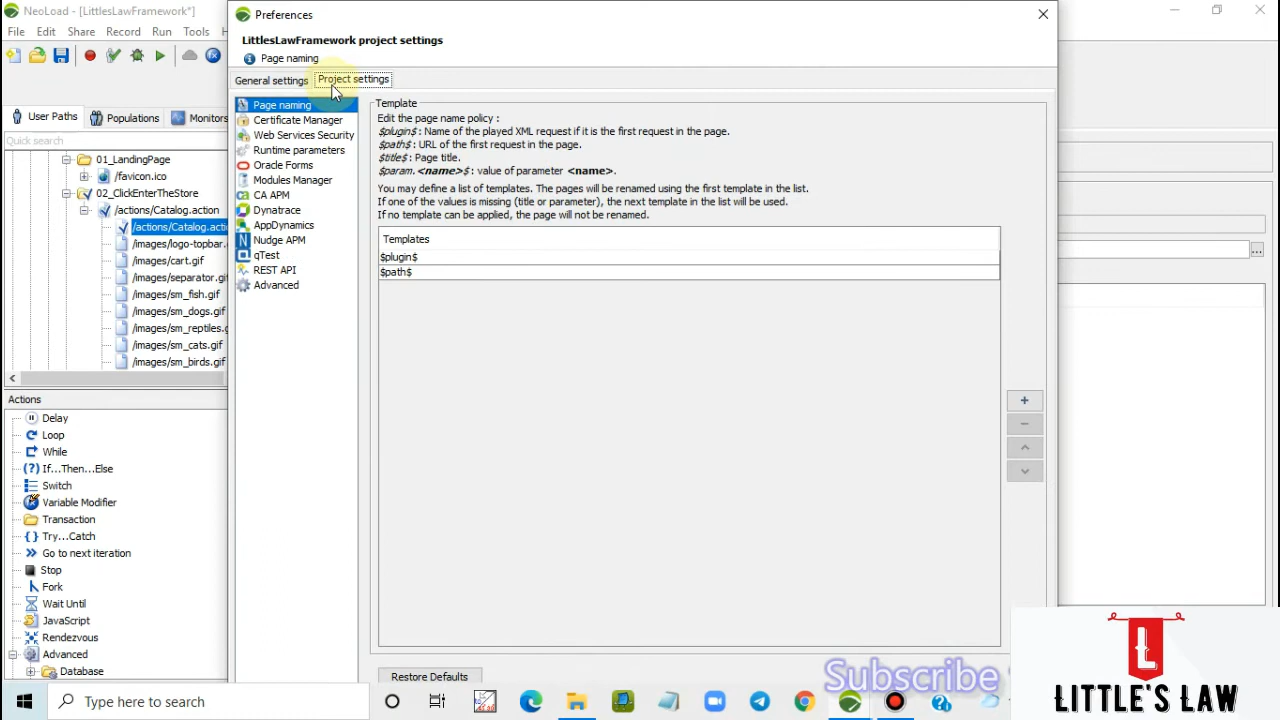 NeoLoad - [LittlesLawFramework*]
File Edit Share Record Run Tools
User Paths Populations Monitors
Quick search
01_LandingPage
/favicon.ico
02_ClickEnterTheStore
/actions/Catalog.action
/actions/Catalog.acti
/images/logo-topbar.
/images/cart.gif
/images/separator.gi
/images/sm_fish.gif
/images/sm_dogs.gif
/images/sm_reptiles.g
/images/sm_cats.gif
/images/sm_birds.gif
Actions
Delay
Loop
While
If...Then...Else
Switch
Variable Modifier
Transaction
Try...Catch
Go to next iteration
Stop
Fork
Wait Until
JavaScript
Rendezvous
Advanced
Database
Preferences
LittlesLawFramework project settings
Page naming
General settings Project settings
Page naming
Certificate Manager
Web Services Security
Runtime parameters
Oracle Forms
Modules Manager
CA APM
Dynatrace
AppDynamics
Nudge APM
qTest
REST API
Advanced
Template
Edit the page name policy :
$plugin$ : Name of the played XML request if it is the first request in the page.
$path$ : URL of the first request in the page.
$title$ : Page title.
$param.<name>$ : value of parameter <name>.
You may define a list of templates. The pages will be renamed using the first template in the list.
If one of the values is missing (title or parameter), the next template in the list will be used.
If no template can be applied, the page will not be renamed.
Templates
$plugin$
$path$
Restore Defaults
Subscribe
L
LITTLE'S LAW
Type here to search